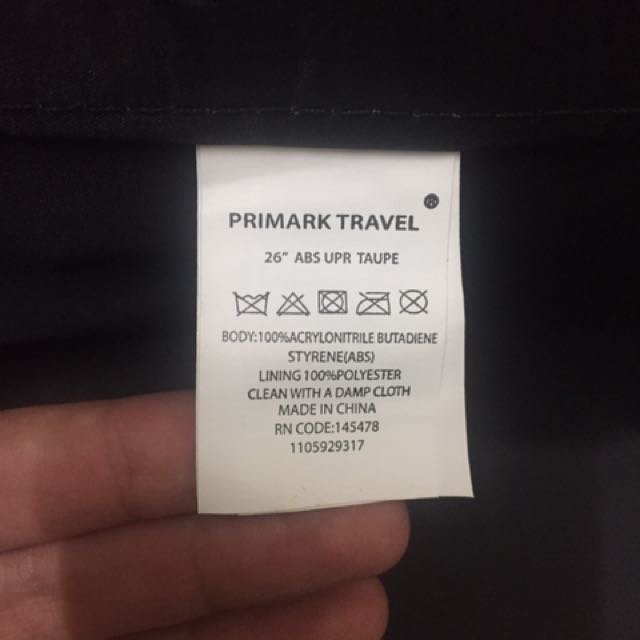 PRIMARK TRAVEL®
26" ABS UPR TAUPE
BODY:100%ACRYLONITRILE BUTADIENE
STYRENE(ABS)
LINING 100%POLYESTER
CLEAN WITH A DAMP CLOTH
MADE IN CHINA
RN CODE:145478
1105929317